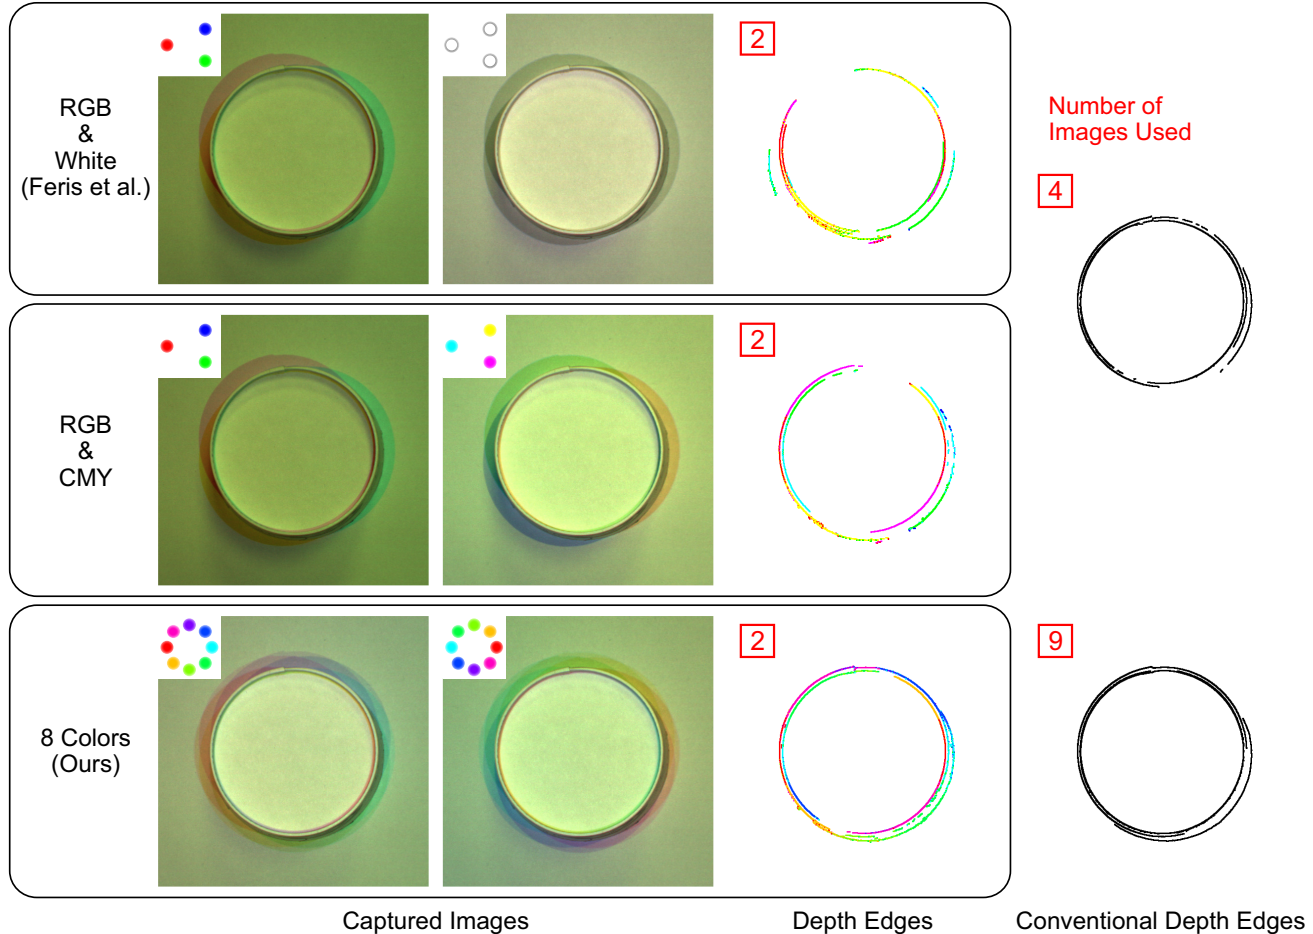 RGB
&
White
(Feris et al.)
2
Number of
Images Used
4
RGB
&
CMY
2
8 Colors
(Ours)
2
9
Captured Images
Depth Edges
Conventional Depth Edges